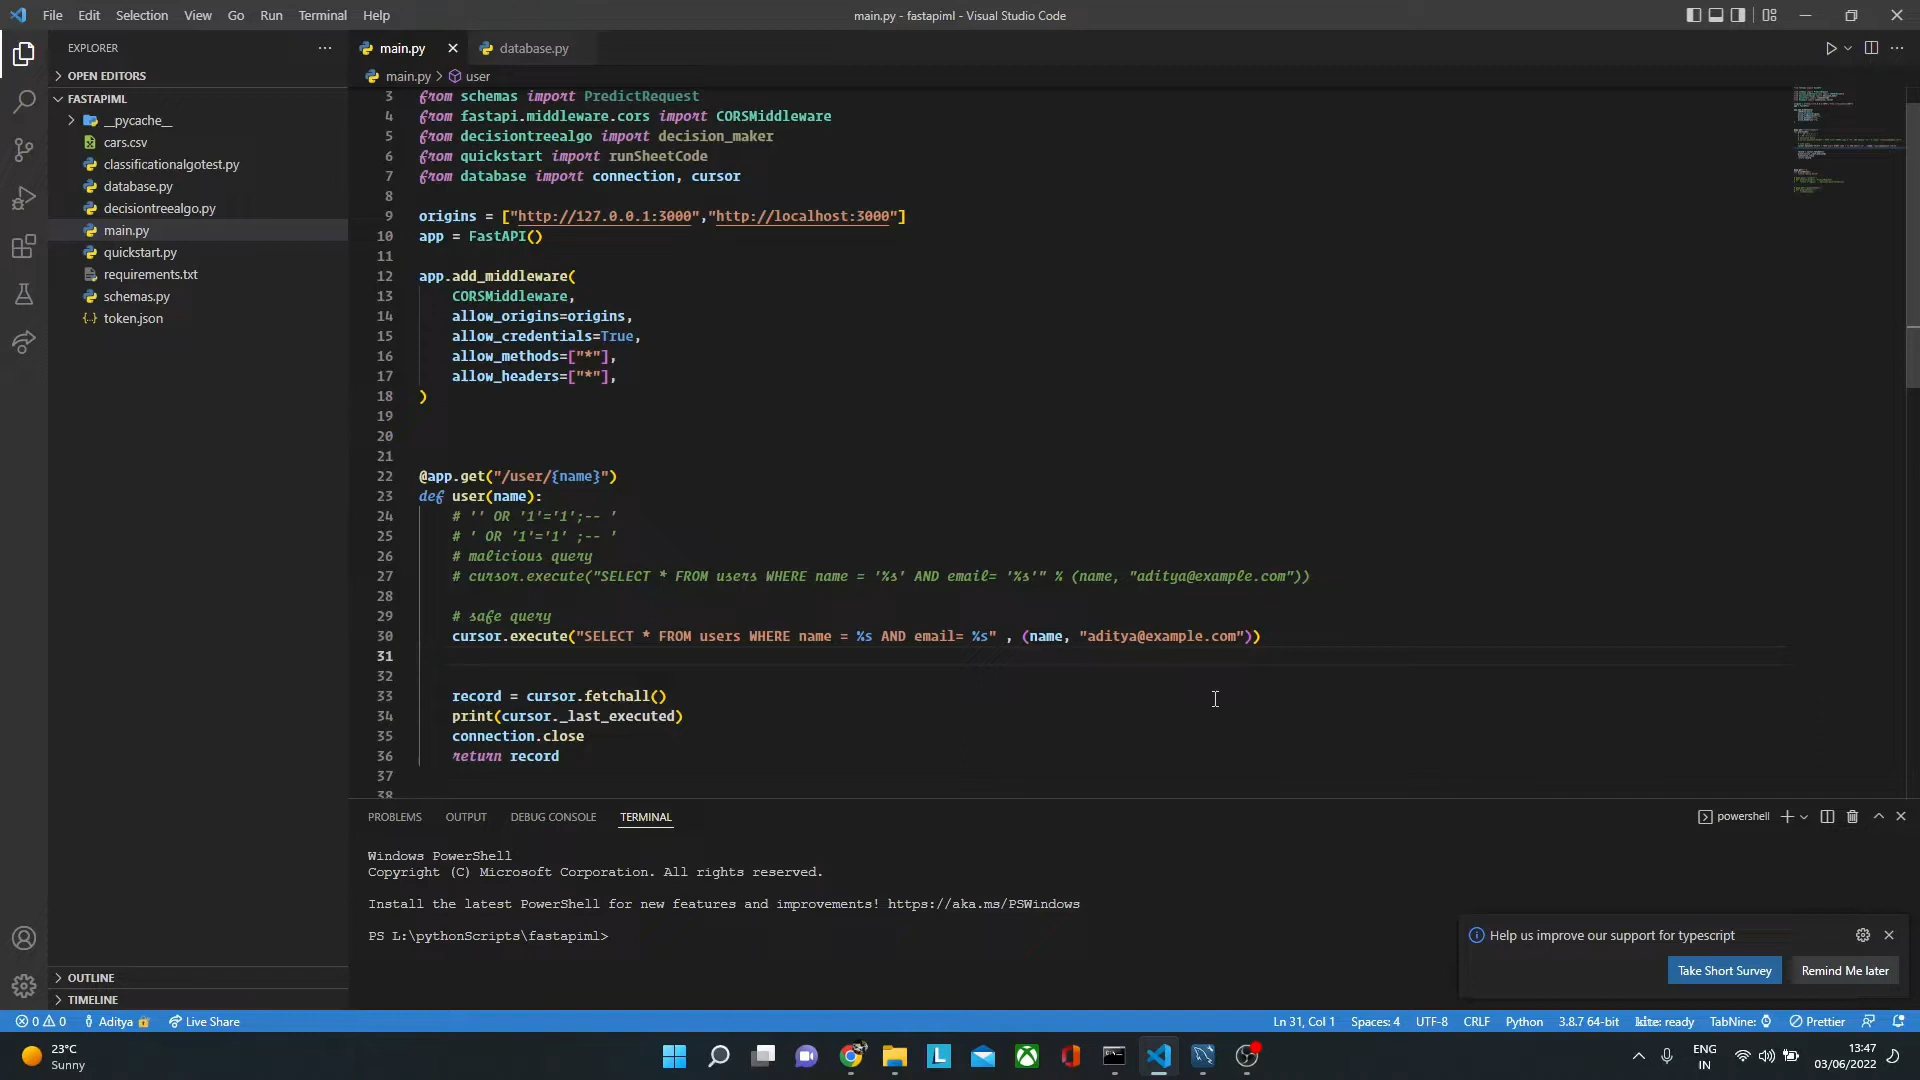 File Edit Selection View Go Run Terminal Help
main.py - fastapiml - Visual Studio Code
EXPLORER
OPEN EDITORS
FASTAPIML
__pycache__
cars.csv
classificationalgotest.py
database.py
decisiontreealgo.py
main.py
quickstart.py
requirements.txt
schemas.py
token.json
OUTLINE
TIMELINE
main.py database.py
main.py > user
3 from schemas import PredictRequest
4 from fastapi.middleware.cors import CORSMiddleware
5 from decisiontreealgo import decision_maker
6 from quickstart import runSheetCode
7 from database import connection, cursor
8
9 origins = ["http://127.0.0.1:3000","http://localhost:3000"]
10 app = FastAPI()
11
12 app.add_middleware(
13     CORSMiddleware,
14     allow_origins=origins,
15     allow_credentials=True,
16     allow_methods=["*"],
17     allow_headers=["*"],
18 )
19
20
21
22 @app.get("/user/{name}")
23 def user(name):
24     # '' OR '1'='1';-- '
25     # ' OR '1'='1' ;-- '
26     # malicious query
27     # cursor.execute("SELECT * FROM users WHERE name = '%s' AND email= '%s'" % (name, "aditya@example.com"))
28
29     # safe query
30     cursor.execute("SELECT * FROM users WHERE name = %s AND email= %s" , (name, "aditya@example.com"))
31
32
33     record = cursor.fetchall()
34     print(cursor._last_executed)
35     connection.close
36     return record
37
38
PROBLEMS OUTPUT DEBUG CONSOLE TERMINAL
powershell
Windows PowerShell
Copyright (C) Microsoft Corporation. All rights reserved.
Install the latest PowerShell for new features and improvements! https://aka.ms/PSWindows
PS L:\pythonScripts\fastapiml>
Help us improve our support for typescript
Take Short Survey Remind Me later
0 0 Aditya Live Share
Ln 31, Col 1 Spaces: 4 UTF-8 CRLF Python 3.8.7 64-bit kite: ready TabNine: Prettier
23°C
Sunny
ENG
IN
13:47
03/06/2022